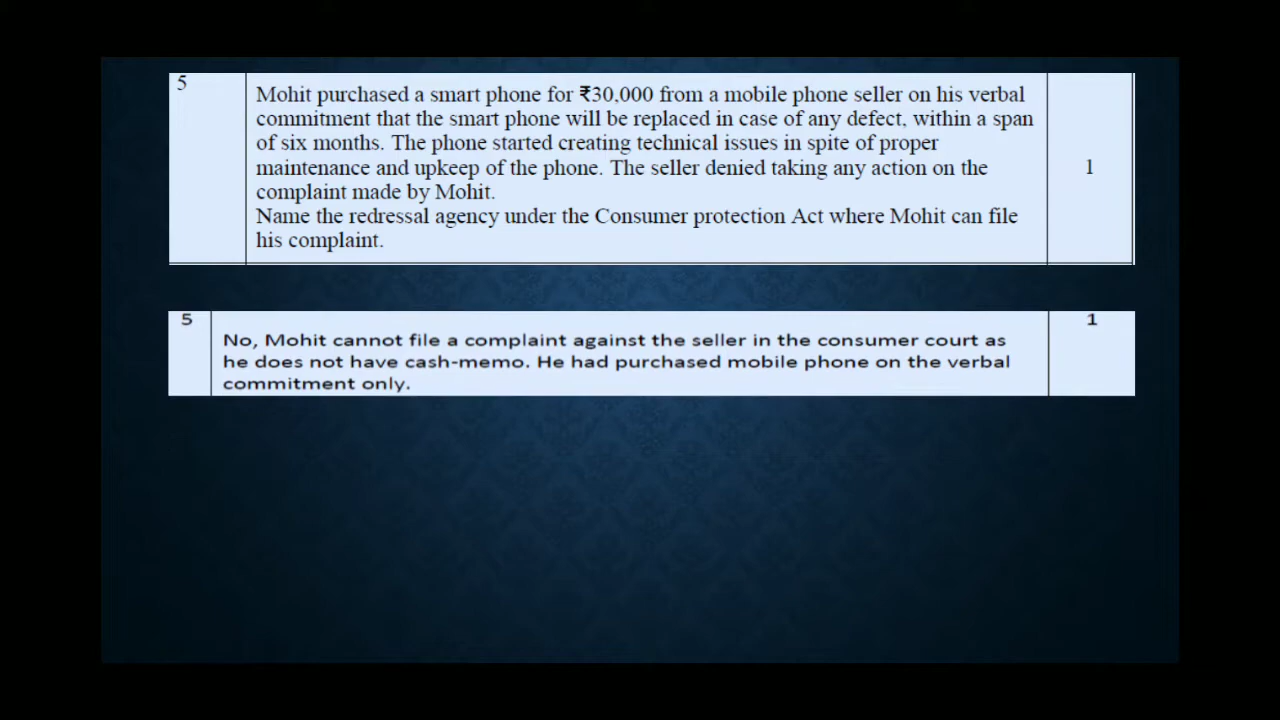 5
Mohit purchased a smart phone for ₹30,000 from a mobile phone seller on his verbal
commitment that the smart phone will be replaced in case of any defect, within a span
of six months. The phone started creating technical issues in spite of proper
maintenance and upkeep of the phone. The seller denied taking any action on the
complaint made by Mohit.
Name the redressal agency under the Consumer protection Act where Mohit can file
his complaint.
1
5
No, Mohit cannot file a complaint against the seller in the consumer court as
he does not have cash-memo. He had purchased mobile phone on the verbal
commitment only.
1